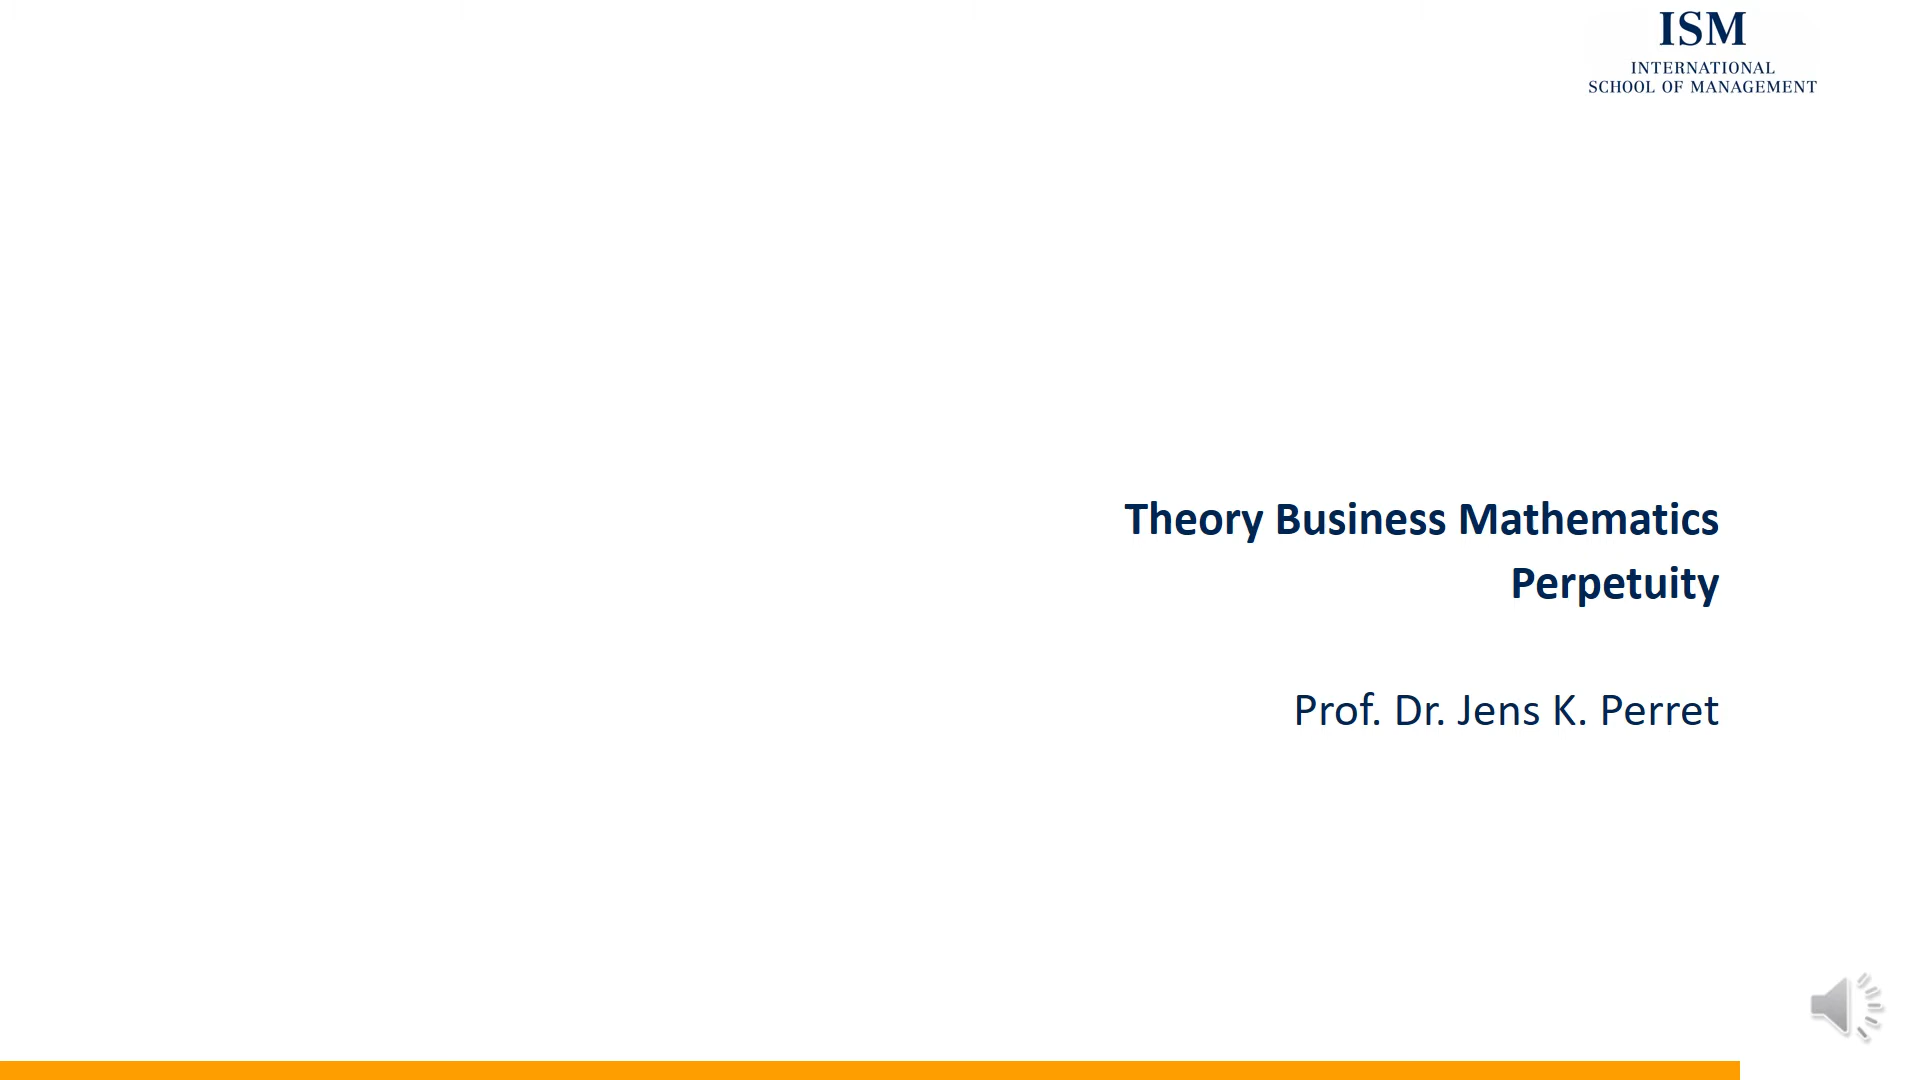 ISM
INTERNATIONAL
SCHOOL OF MANAGEMENT
Theory Business Mathematics
Perpetuity
Prof. Dr. Jens K. Perret